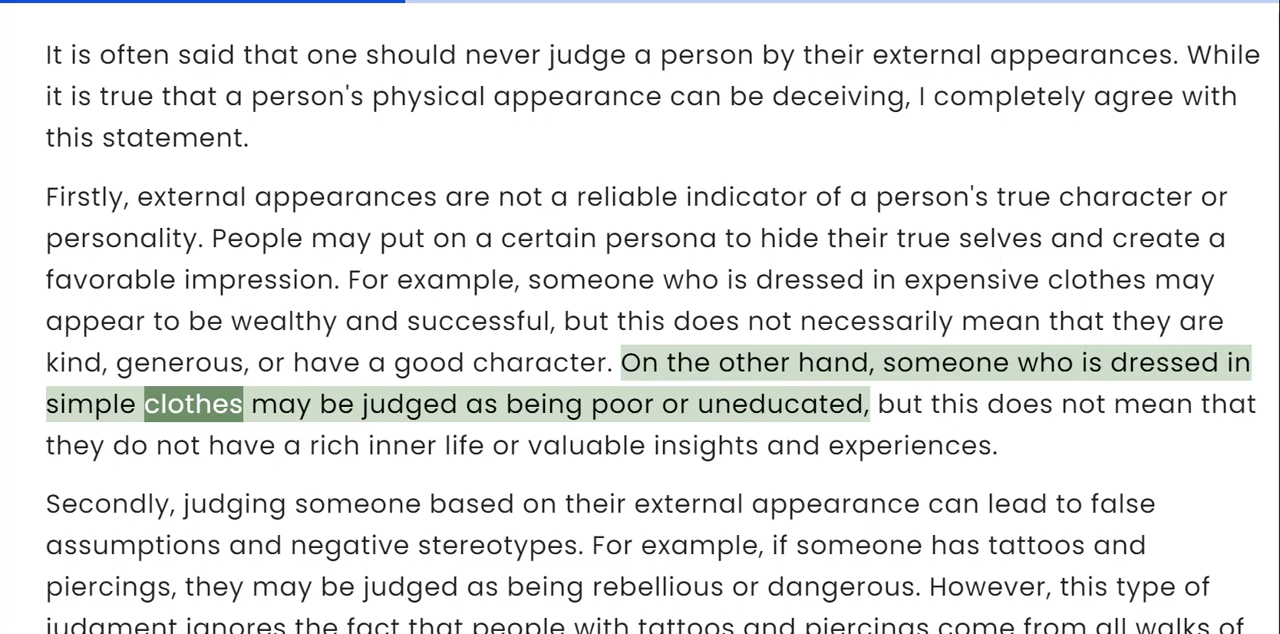 It is often said that one should never judge a person by their external appearances. While
it is true that a person's physical appearance can be deceiving, I completely agree with
this statement.
Firstly, external appearances are not a reliable indicator of a person's true character or
personality. People may put on a certain persona to hide their true selves and create a
favorable impression. For example, someone who is dressed in expensive clothes may
appear to be wealthy and successful, but this does not necessarily mean that they are
kind, generous, or have a good character. On the other hand, someone who is dressed in
simple clothes may be judged as being poor or uneducated, but this does not mean that
they do not have a rich inner life or valuable insights and experiences.
Secondly, judging someone based on their external appearance can lead to false
assumptions and negative stereotypes. For example, if someone has tattoos and
piercings, they may be judged as being rebellious or dangerous. However, this type of
judgment ignores the fact that people with tattoos and piercings come from all walks of